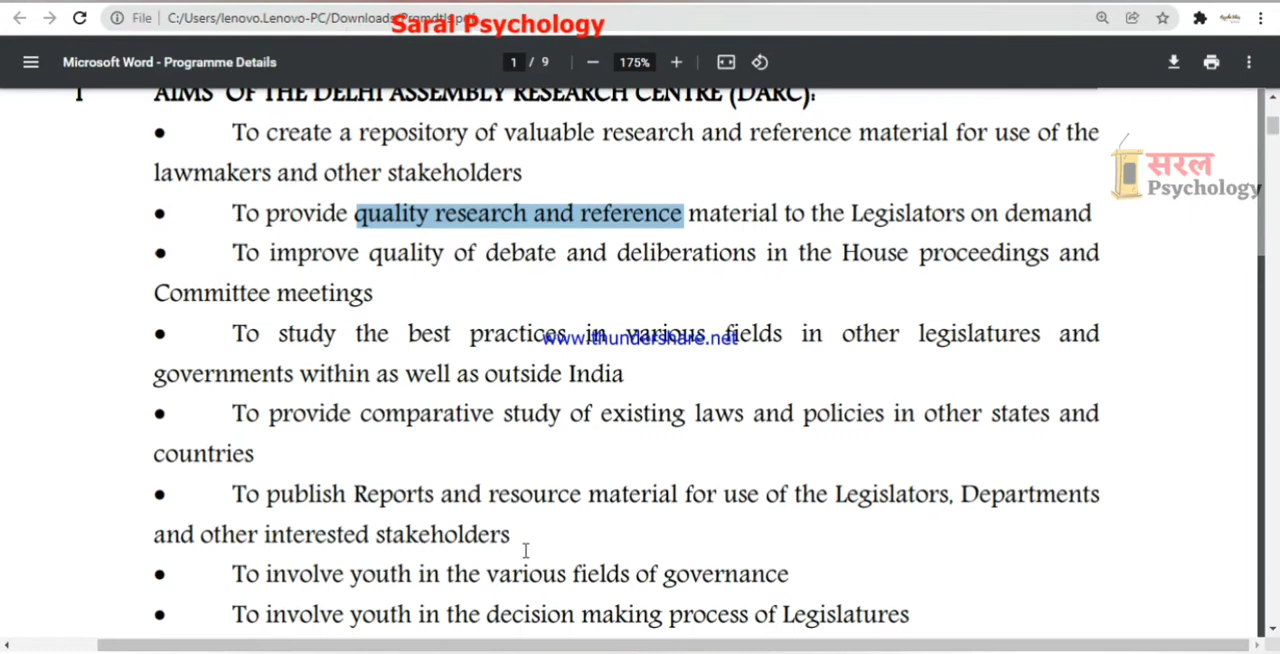 File C:/Users/lenovo.Lenovo-PC/Downloads/Prgmdtls.pdf
Saral Psychology
Microsoft Word - Programme Details 1 / 9 175%
1 AIMS OF THE DELHI ASSEMBLY RESEARCH CENTRE (DARC):
• To create a repository of valuable research and reference material for use of the
lawmakers and other stakeholders
सरल
Psychology
• To provide quality research and reference material to the Legislators on demand
• To improve quality of debate and deliberations in the House proceedings and
Committee meetings
• To study the best practices in various fields in other legislatures and
www.thundershare.net
governments within as well as outside India
• To provide comparative study of existing laws and policies in other states and
countries
• To publish Reports and resource material for use of the Legislators, Departments
and other interested stakeholders
• To involve youth in the various fields of governance
• To involve youth in the decision making process of Legislatures